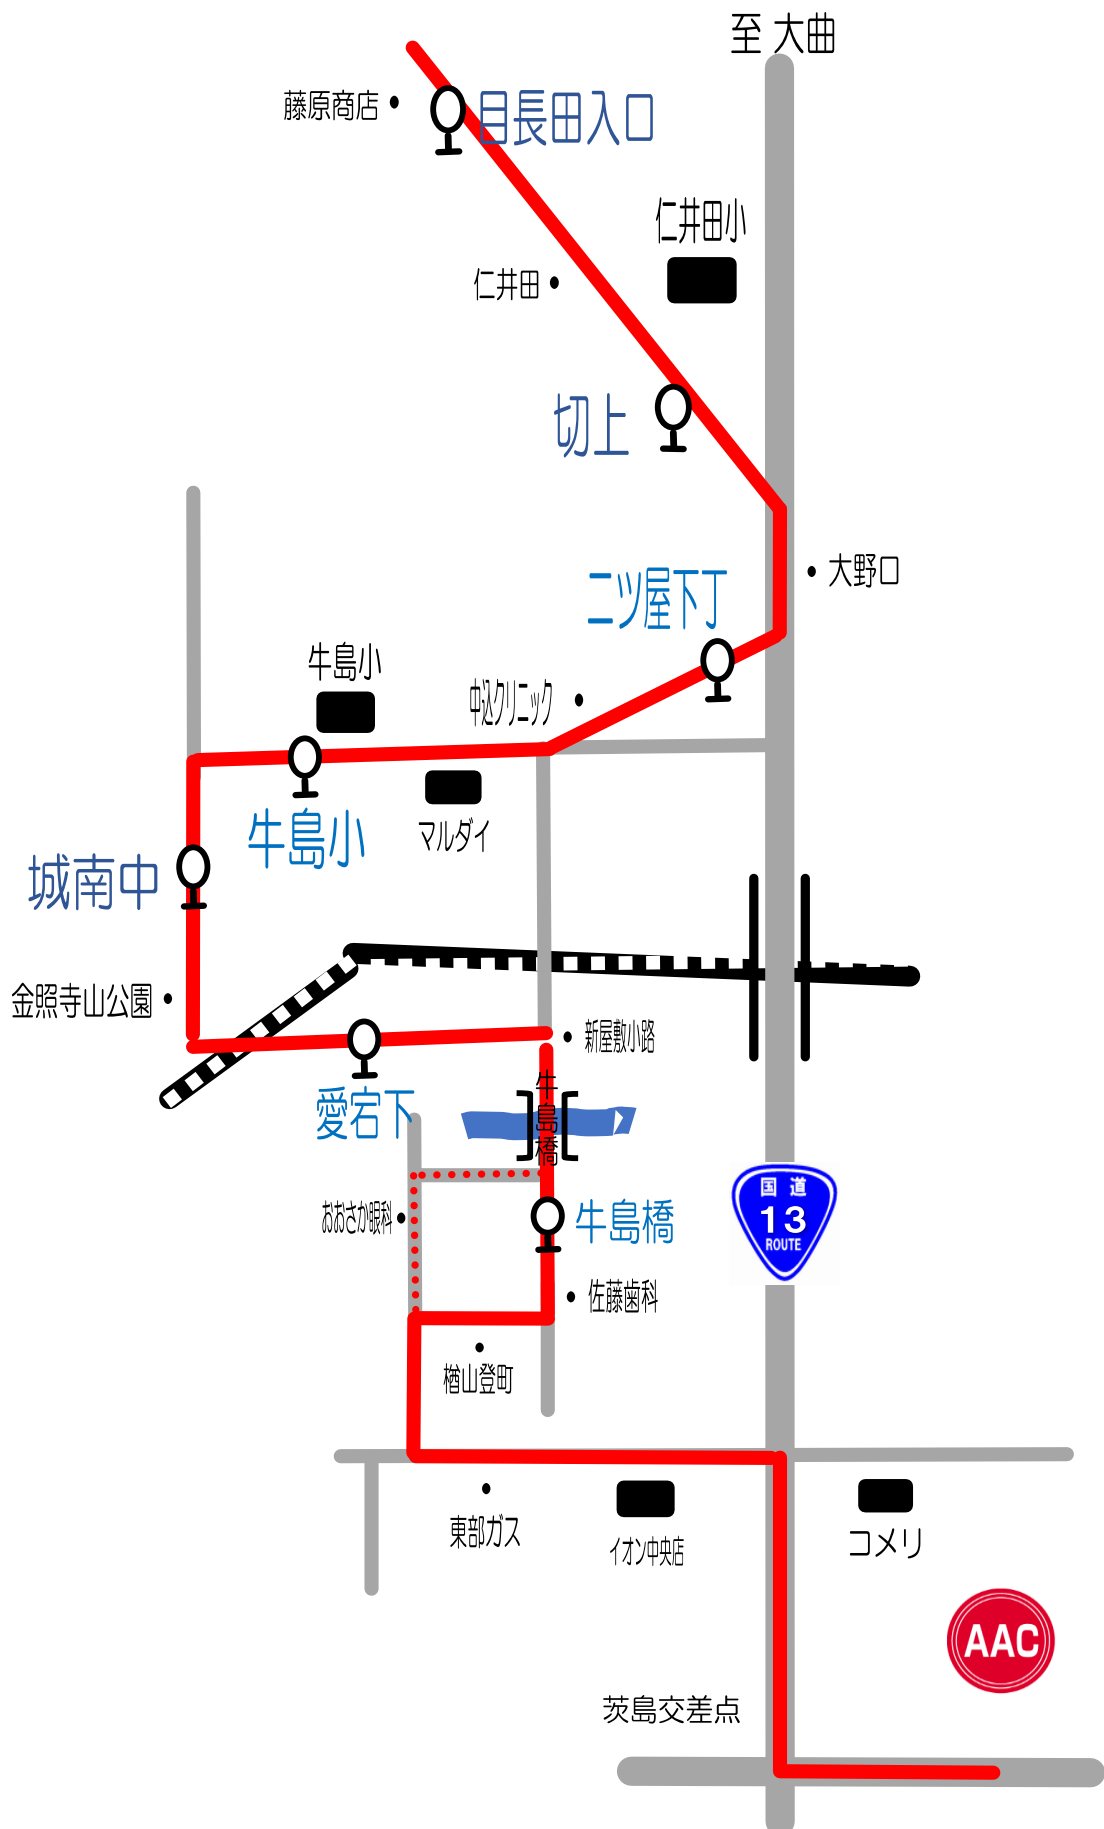 至 大曲
藤原商店
目長田入口
仁井田小
仁井田
切上
大野口
二ツ屋下丁
牛島小
中込クリニック
マルダイ
牛島小
城南中
金照寺山公園
新屋敷小路
愛宕下
牛島橋
おおさか眼科
国道
13
ROUTE
牛島橋
佐藤歯科
楢山登町
東部ガス
イオン中央店
コメリ
AAC
茨島交差点